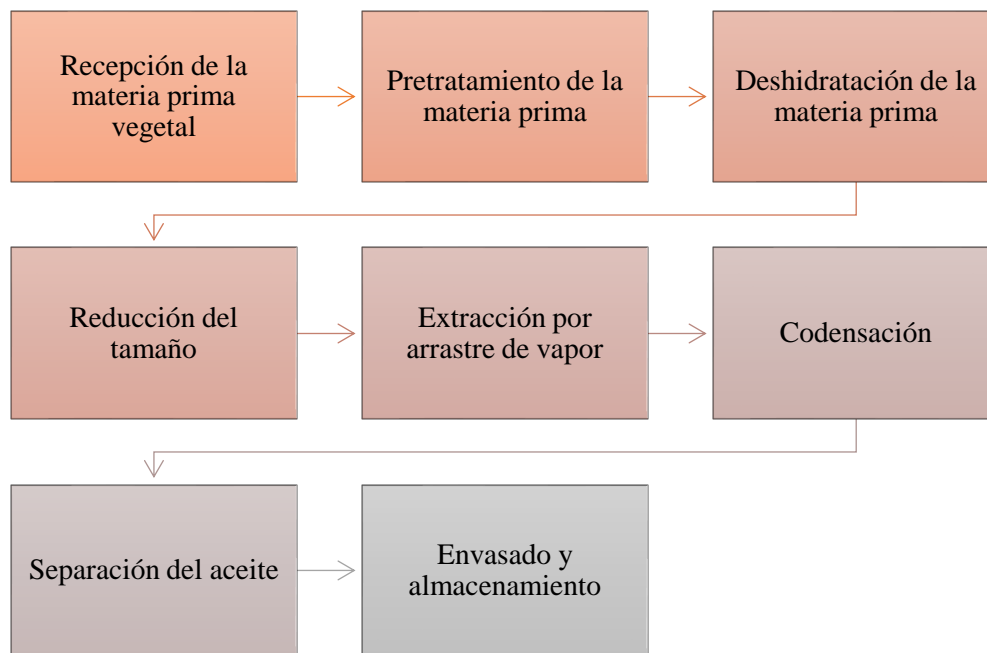 Recepción de la
materia prima
vegetal
Pretratamiento de la
materia prima
Deshidratación de la
materia prima
Reducción del
tamaño
Extracción por
arrastre de vapor
Codensación
Separación del aceite
Envasado y
almacenamiento